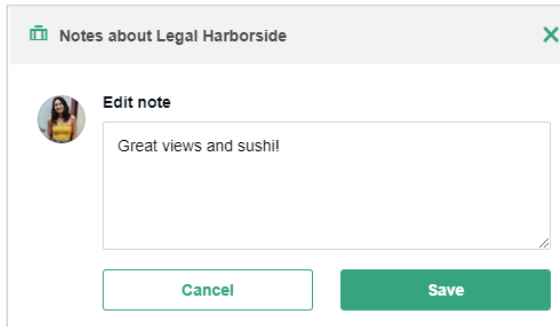 Notes about Legal Harborside
Edit note
Great views and sushi!
Cancel Save